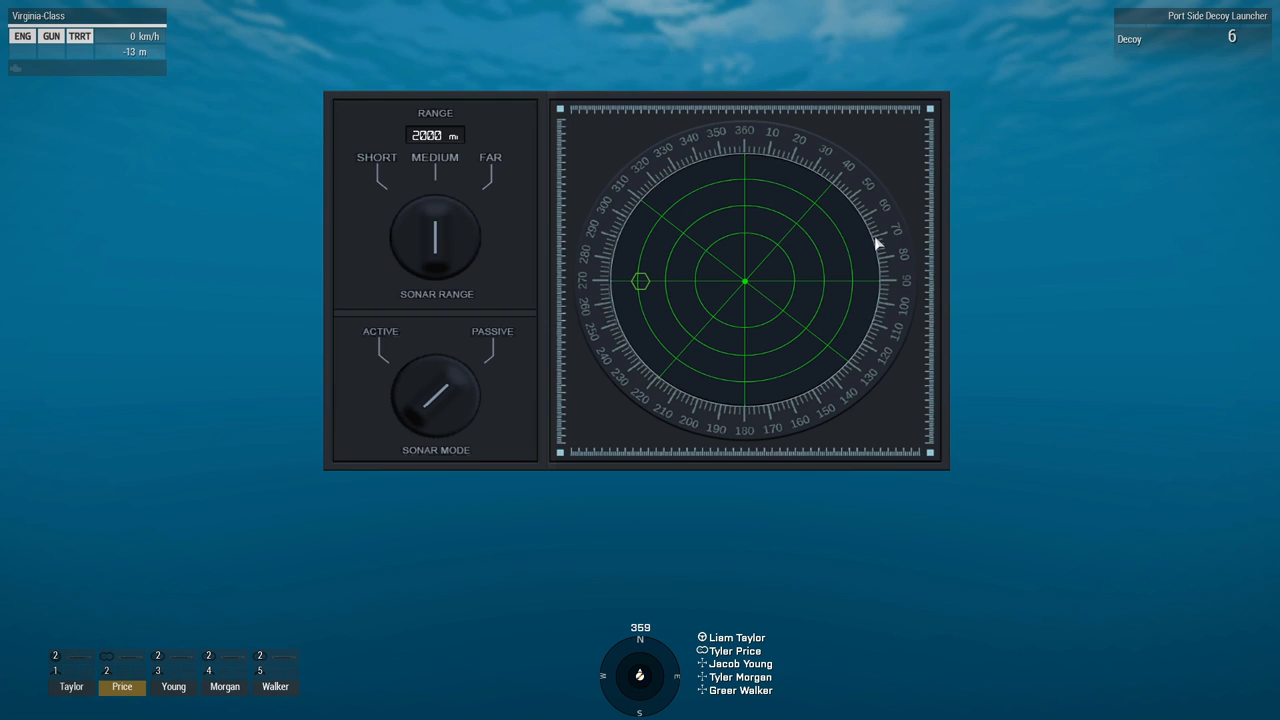 Virginia-Class
ENG GUN TRRT 0 km/h
-13 m
Port Side Decoy Launcher
Decoy 6
RANGE
2000 mi
SHORT MEDIUM FAR
SONAR RANGE
ACTIVE PASSIVE
SONAR MODE
360 10 20 30 40 50 60 70 80 90 100 110 120 130 140 150 160 170 180 190 200 210 220 230 240 250 260 270 280 290 300 310 320 330 340 350
359
N
W E
S
Liam Taylor
Tyler Price
Jacob Young
Tyler Morgan
Greer Walker
2 2 2 2
1 2 3 4 5
Taylor Price Young Morgan Walker